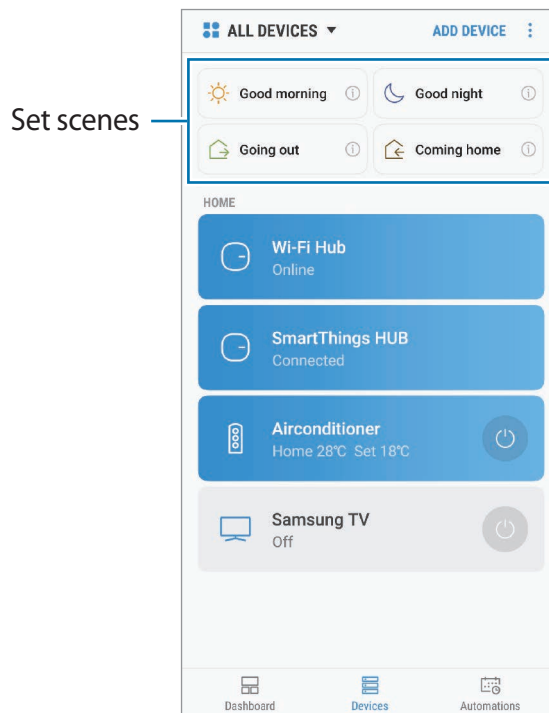 ALL DEVICES ADD DEVICE
Good morning Good night
Set scenes
Going out Coming home
HOME
Wi-Fi Hub
Online
SmartThings HUB
Connected
Airconditioner
Home 28℃ Set 18℃
Samsung TV
Off
Dashboard Devices Automations